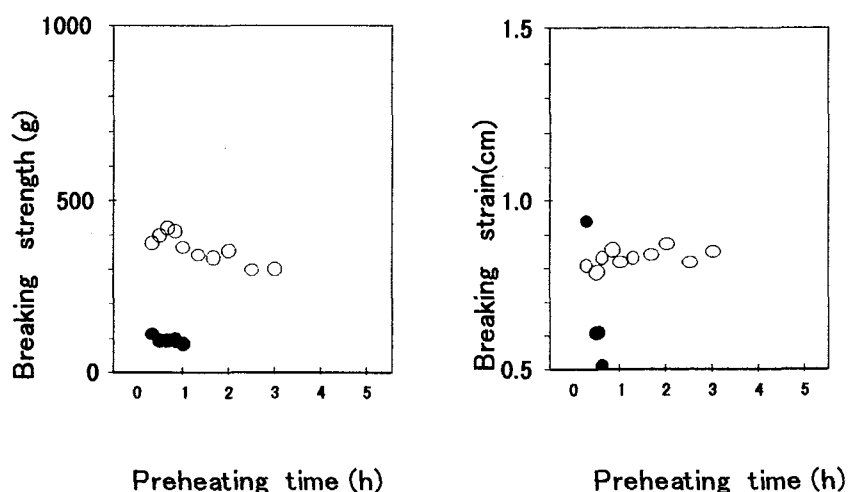 1000
500
0
Breaking strength (g)
0 1 2 3 4 5
Preheating time (h)
1.5
1.0
0.5
Breaking strain(cm)
0 1 2 3 4 5
Preheating time (h)